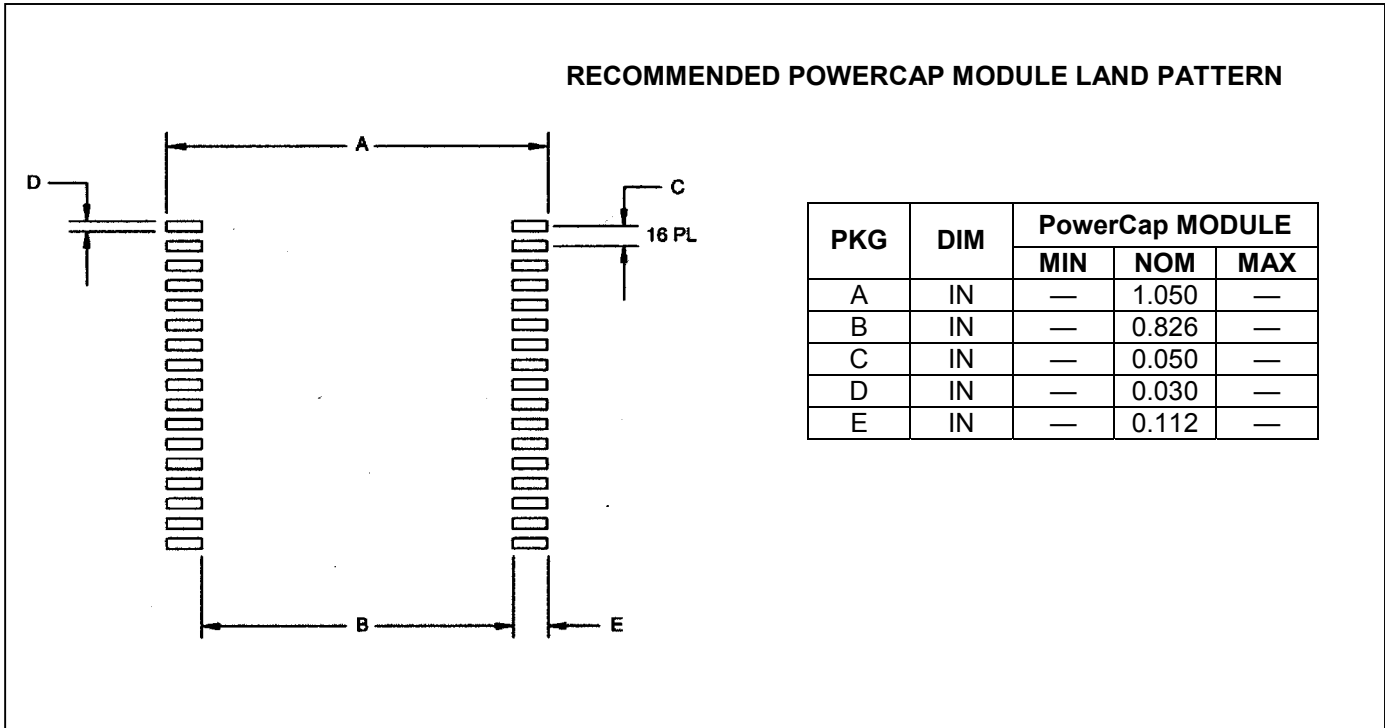 RECOMMENDED POWERCAP MODULE LAND PATTERN
A
D
C
16 PL
B
E
PKG DIM PowerCap MODULE
MIN NOM MAX
A IN — 1.050 —
B IN — 0.826 —
C IN — 0.050 —
D IN — 0.030 —
E IN — 0.112 —